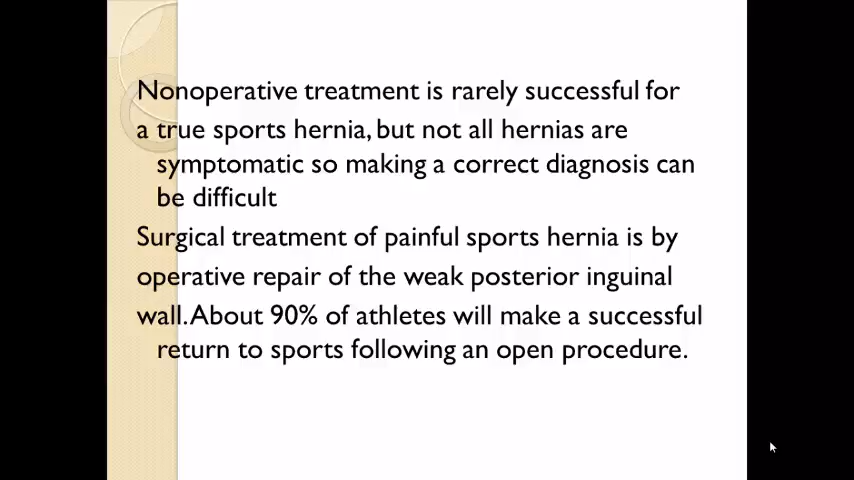 Nonoperative treatment is rarely successful for
a true sports hernia, but not all hernias are
symptomatic so making a correct diagnosis can
be difficult
Surgical treatment of painful sports hernia is by
operative repair of the weak posterior inguinal
wall. About 90% of athletes will make a successful
return to sports following an open procedure.